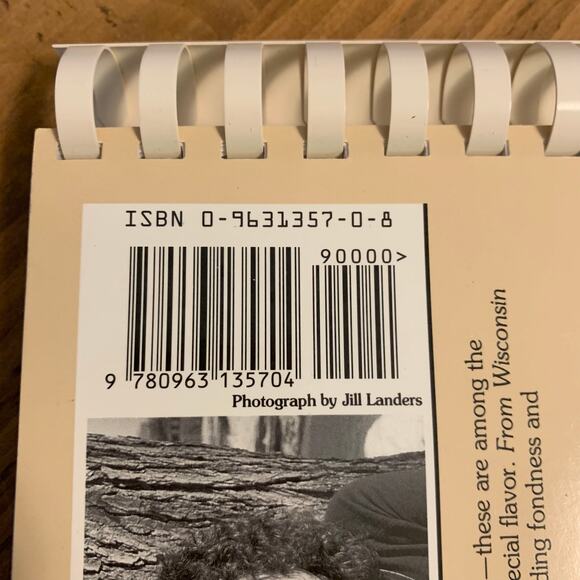 ISBN 0-9631357-0-8
90000>
9 780963 135704
Photograph by Jill Landers
—these are among the
ecial flavor. From Wisconsin
ding fondness and